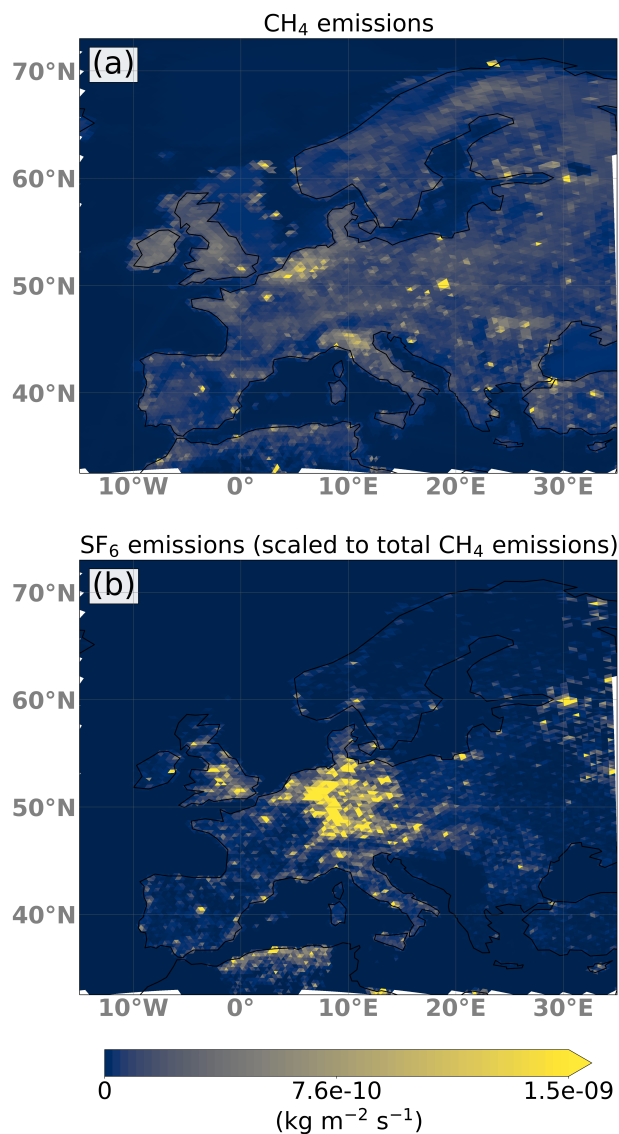 CH₄ emissions
(a)
70°N
60°N
50°N
40°N
10°W 0° 10°E 20°E 30°E
SF₆ emissions (scaled to total CH₄ emissions)
(b)
70°N
60°N
50°N
40°N
10°W 0° 10°E 20°E 30°E
0 7.6e-10 1.5e-09
(kg m⁻² s⁻¹)